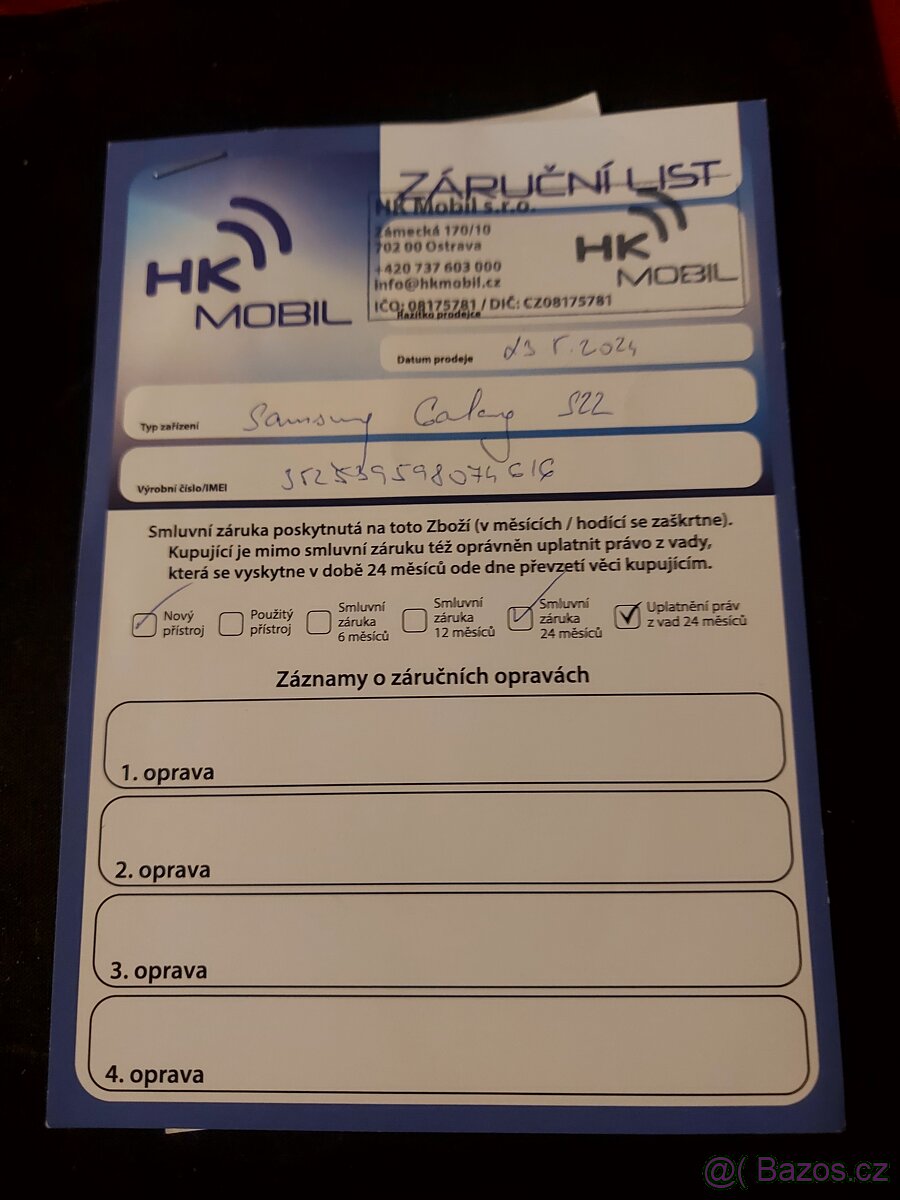 ZÁRUČNÍ LIST
HK
MOBIL
HK Mobil s.r.o.
Zámecká 170/10
702 00 Ostrava
+420 737 603 000
info@hkmobil.cz
IČO: 08175781 / DIČ: CZ08175781
HK
MOBIL
Razítko prodejce
Datum prodeje 5.2024
Typ zařízení Samsung Galaxy S22
Výrobní číslo/IMEI
Smluvní záruka poskytnutá na toto Zboží (v měsících / hodící se zaškrtne).
Kupující je mimo smluvní záruku též oprávněn uplatnit právo z vady,
která se vyskytne v době 24 měsíců ode dne převzetí věci kupujícím.
Nový
přístroj
Použitý
přístroj
Smluvní
záruka
6 měsíců
Smluvní
záruka
12 měsíců
Smluvní
záruka
24 měsíců
Uplatnění práv
z vad 24 měsíců
Záznamy o záručních opravách
1. oprava
2. oprava
3. oprava
4. oprava
@( Bazos.cz